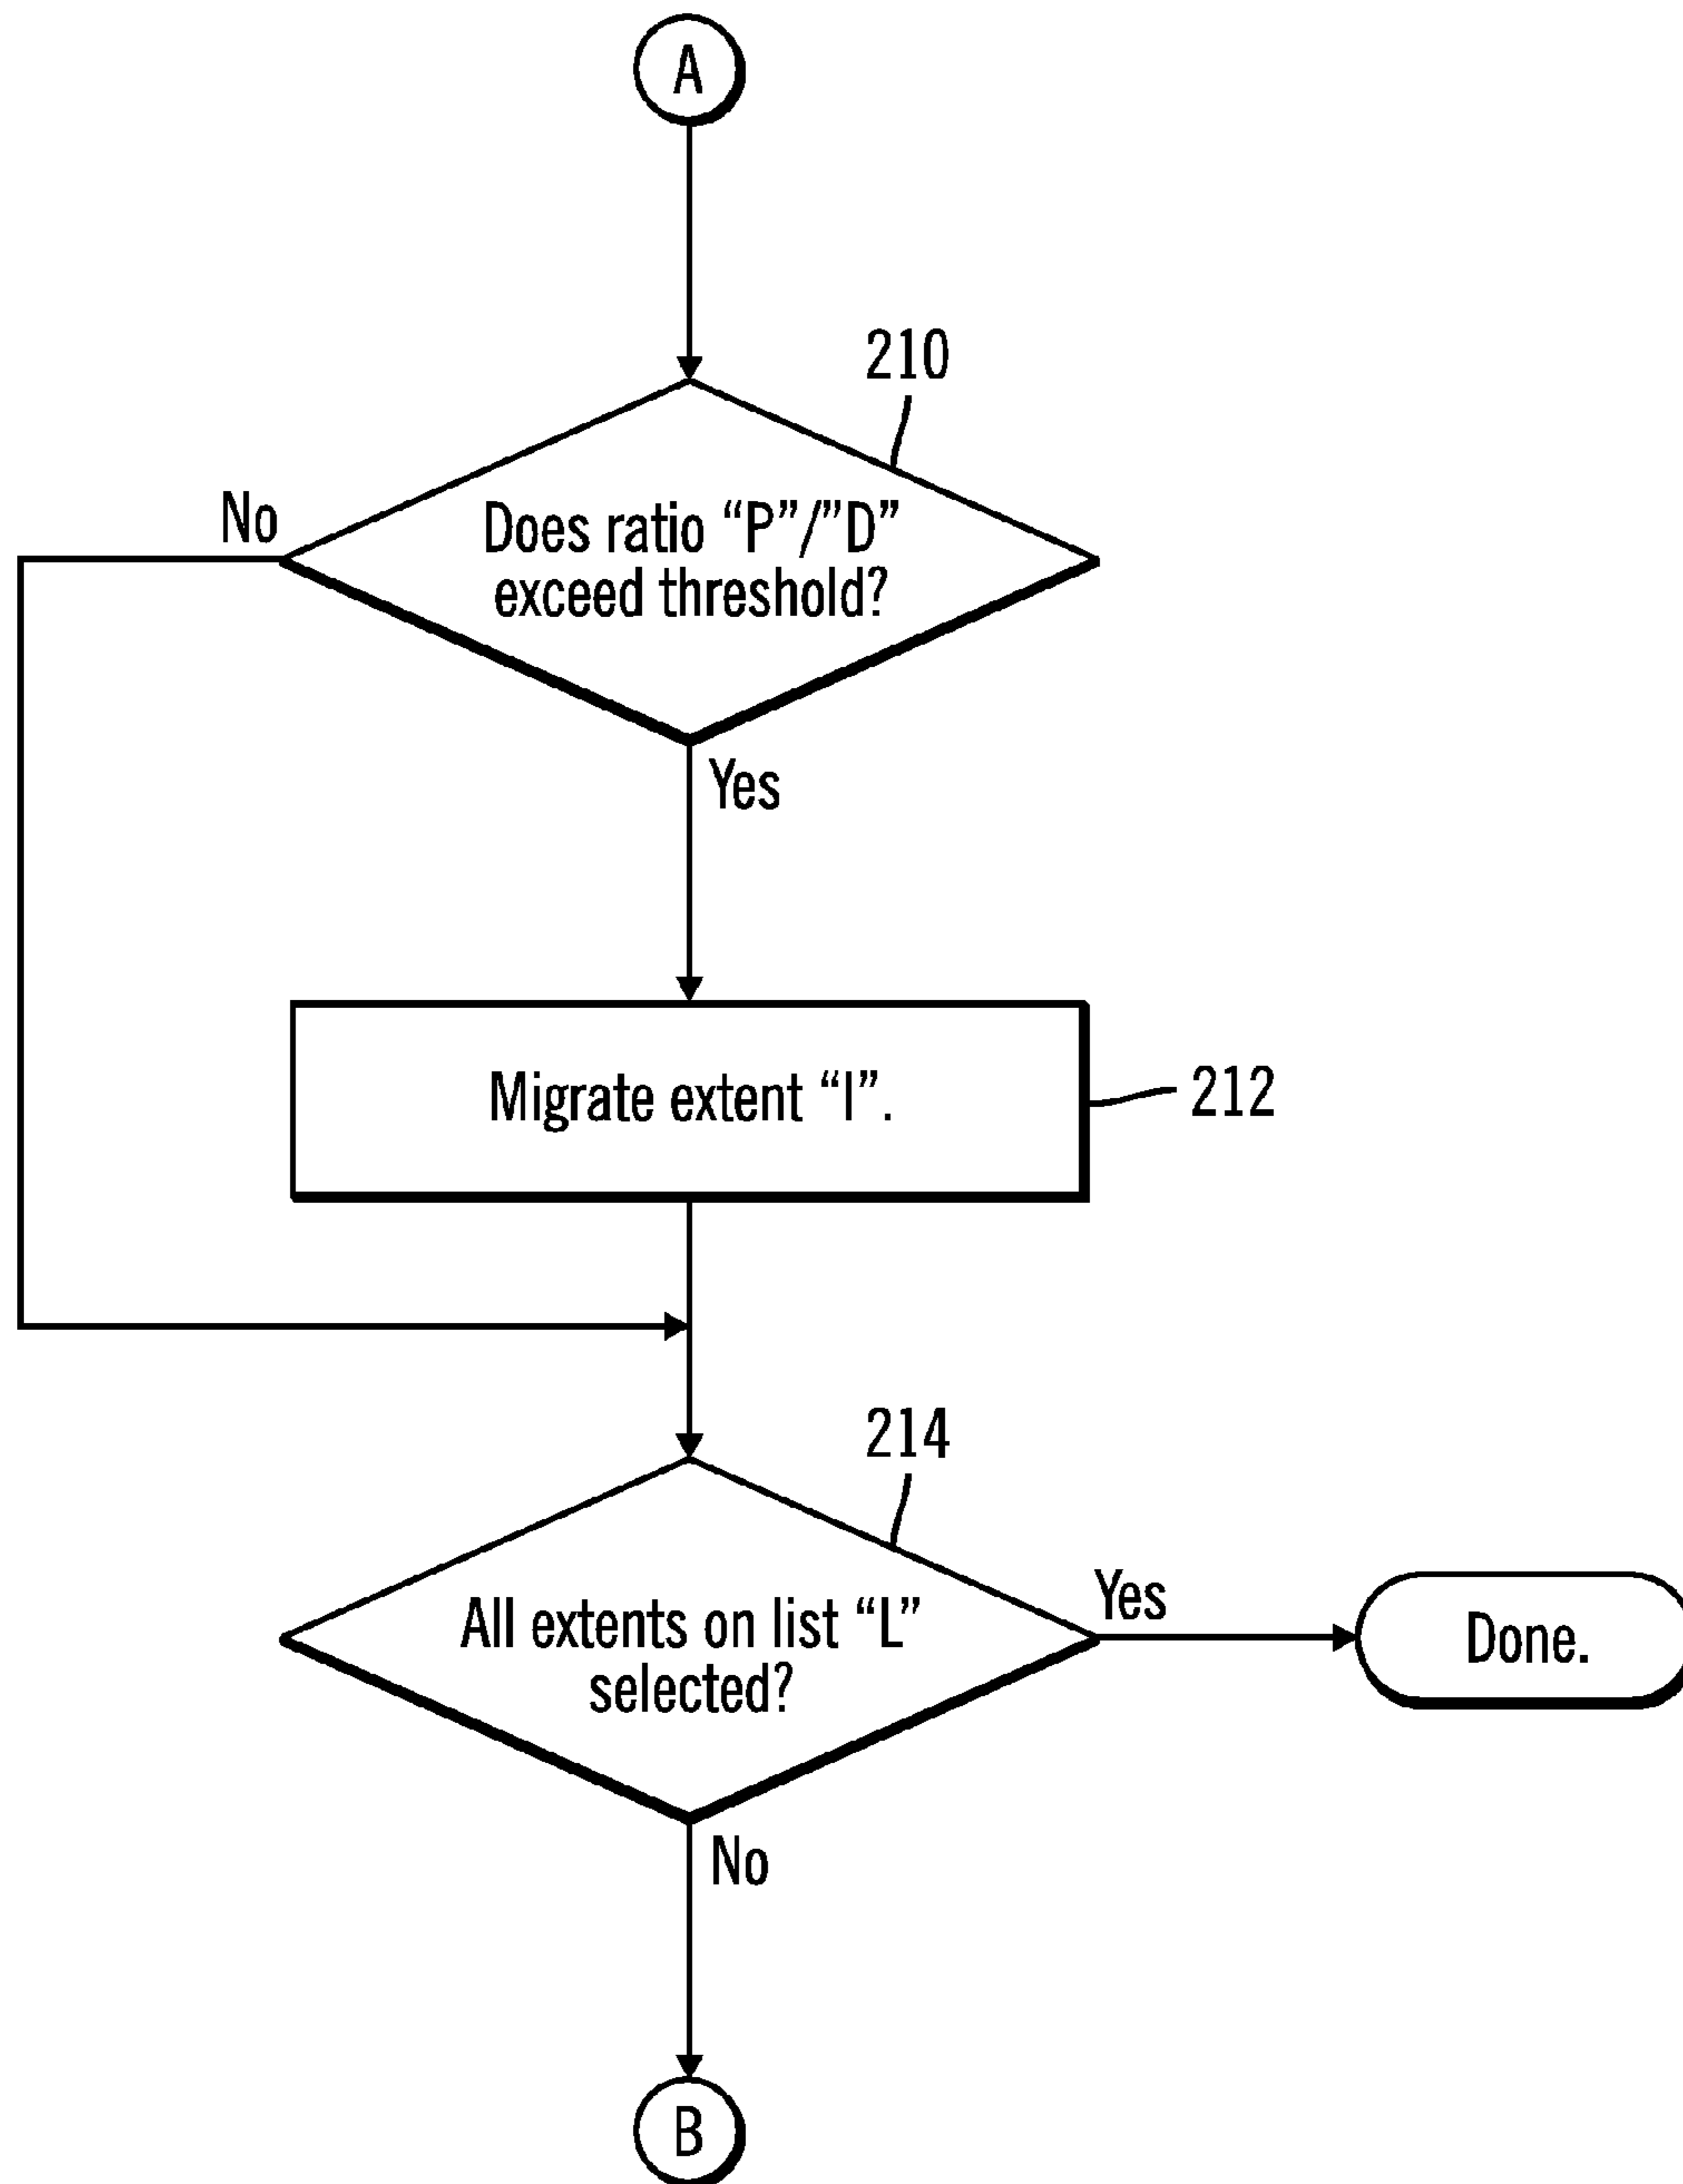 A
210
No
Does ratio “P”/”D”
exceed threshold?
Yes
Migrate extent “I”.
212
214
All extents on list “L”
selected?
Yes
Done.
No
B